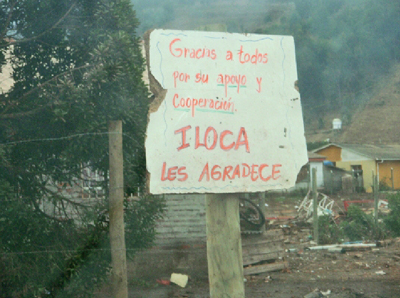 Gracias a todos
por su apoyo y
Cooperación.
ILOCA
LES AGRADECE.